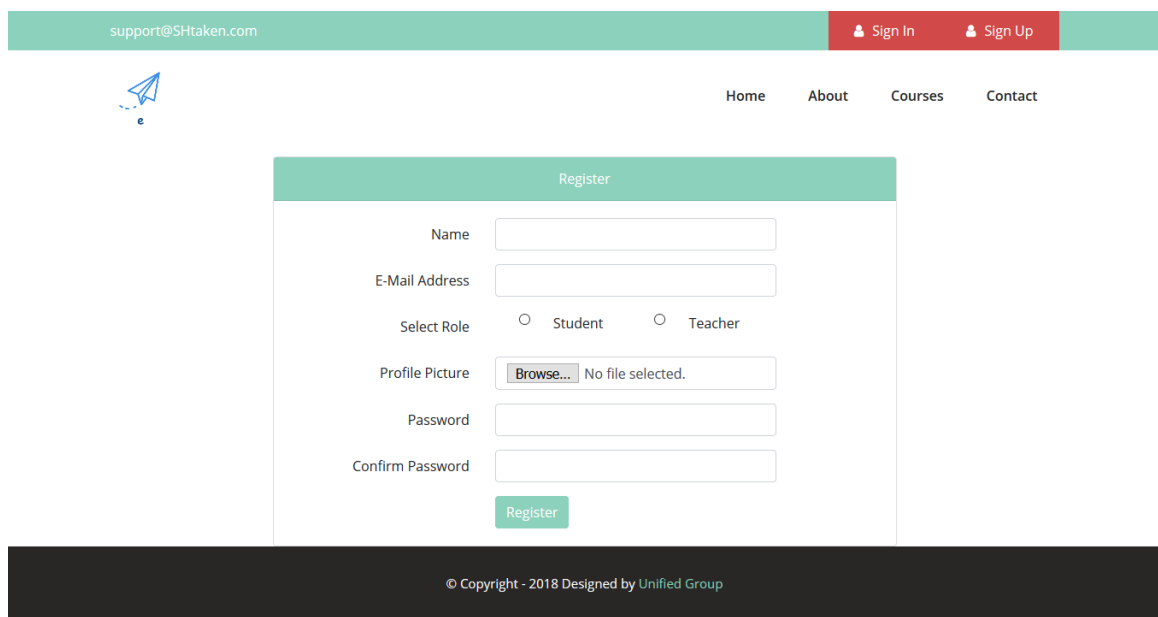 support@SHtaken.com Sign In Sign Up
e
Home About Courses Contact
Register
Name
E-Mail Address
Select Role Student Teacher
Profile Picture Browse... No file selected.
Password
Confirm Password
Register
© Copyright - 2018 Designed by Unified Group